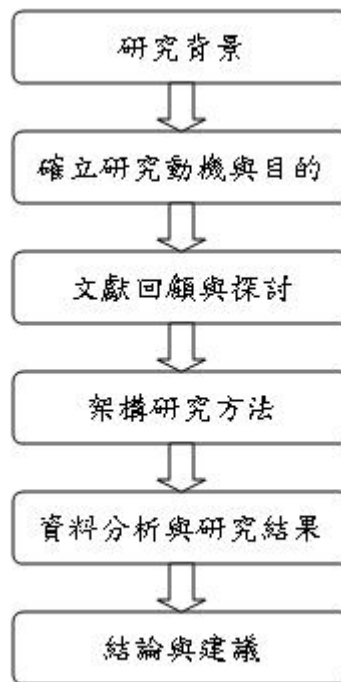 研究背景
確立研究動機與目的
文獻回顧與探討
架構研究方法
資料分析與研究結果
結論與建議